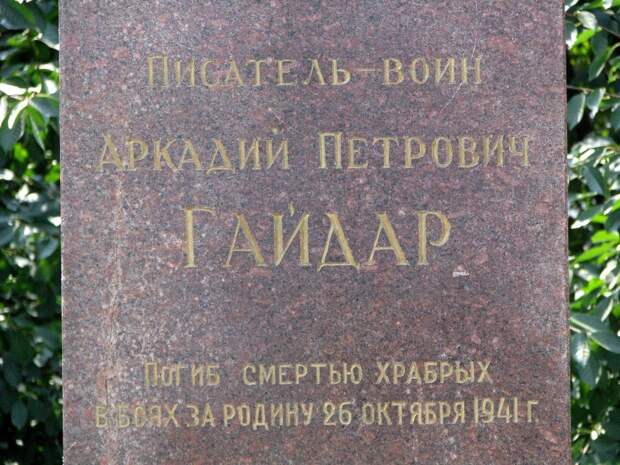 Писатель-воин
Аркадий Петрович
Гайдар
Погиб смертью храбрых
в боях за Родину 26 октября 1941 г.